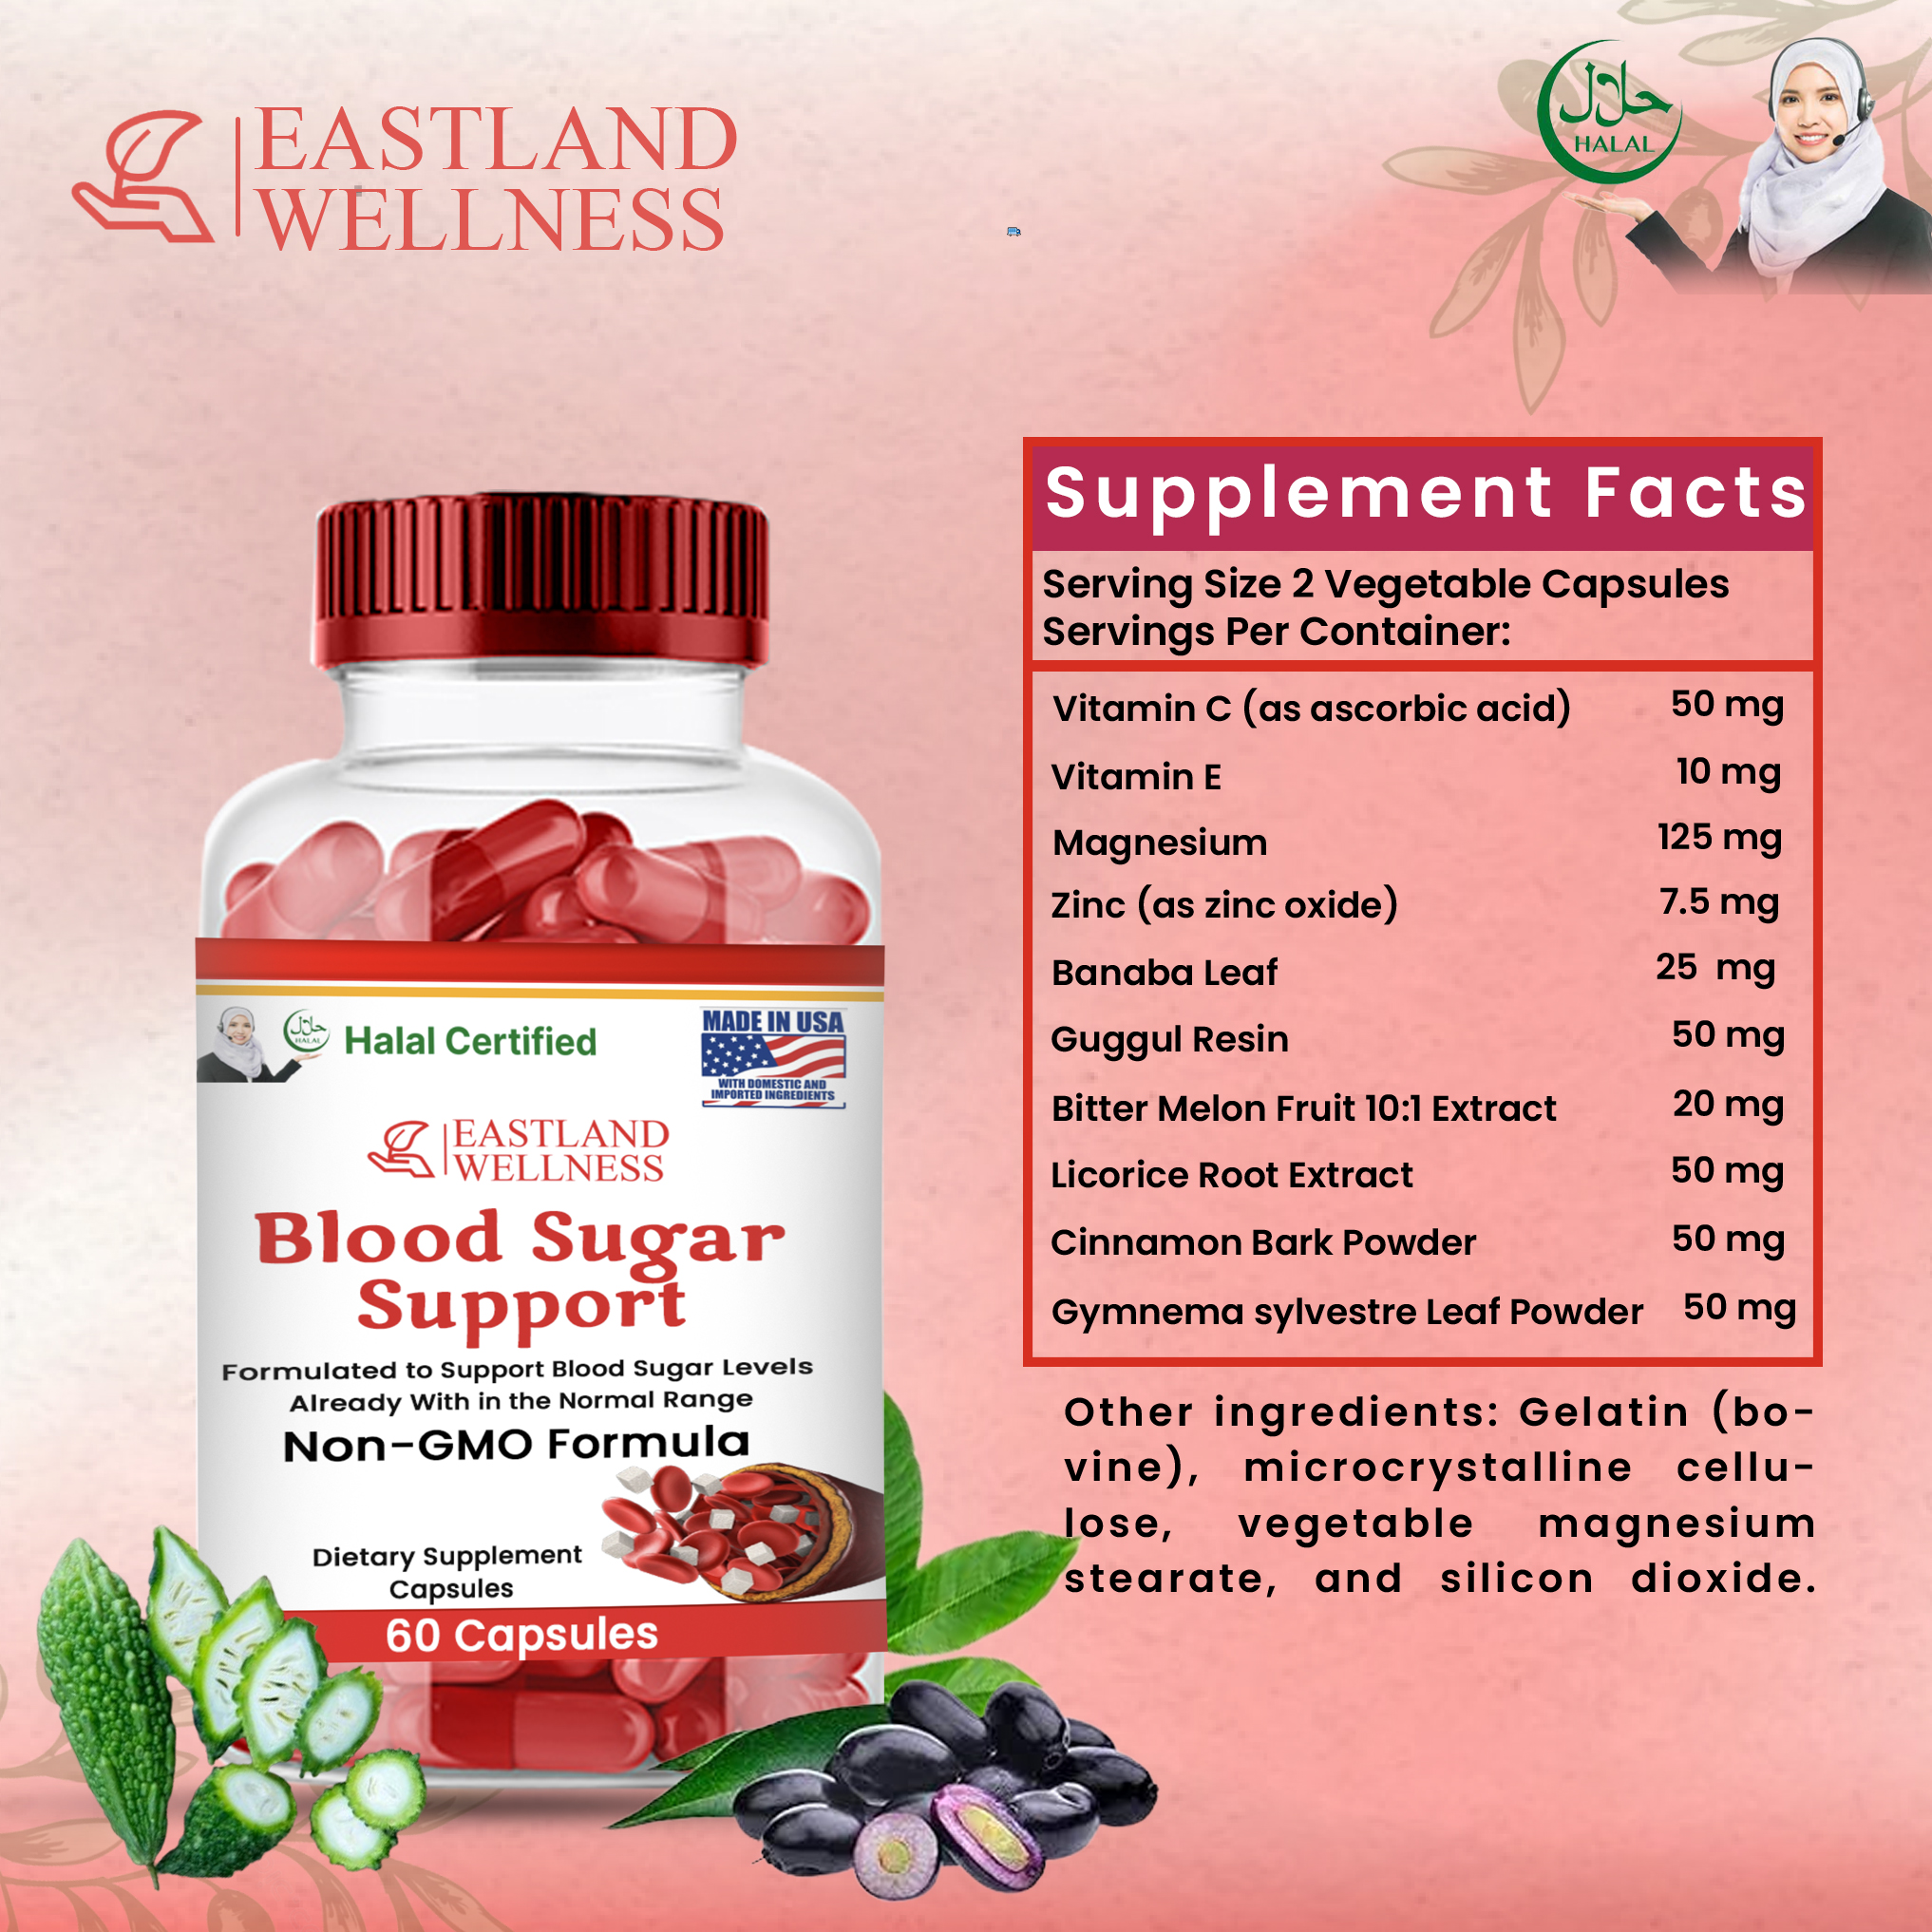 EASTLAND
WELLNESS
حلال
HALAL
Supplement Facts
Serving Size 2 Vegetable Capsules
Servings Per Container:
Vitamin C (as ascorbic acid) 50 mg
Vitamin E 10 mg
Magnesium 125 mg
Zinc (as zinc oxide) 7.5 mg
Banaba Leaf 25 mg
Guggul Resin 50 mg
Bitter Melon Fruit 10:1 Extract 20 mg
Licorice Root Extract 50 mg
Cinnamon Bark Powder 50 mg
Gymnema sylvestre Leaf Powder 50 mg
Other ingredients: Gelatin (bo-
vine), microcrystalline cellu-
lose, vegetable magnesium
stearate, and silicon dioxide.
حلال
HALAL
Halal Certified
MADE IN USA
WITH DOMESTIC AND
IMPORTED INGREDIENTS
EASTLAND
WELLNESS
Blood Sugar
Support
Formulated to Support Blood Sugar Levels
Already With in the Normal Range
Non-GMO Formula
Dietary Supplement
Capsules
60 Capsules